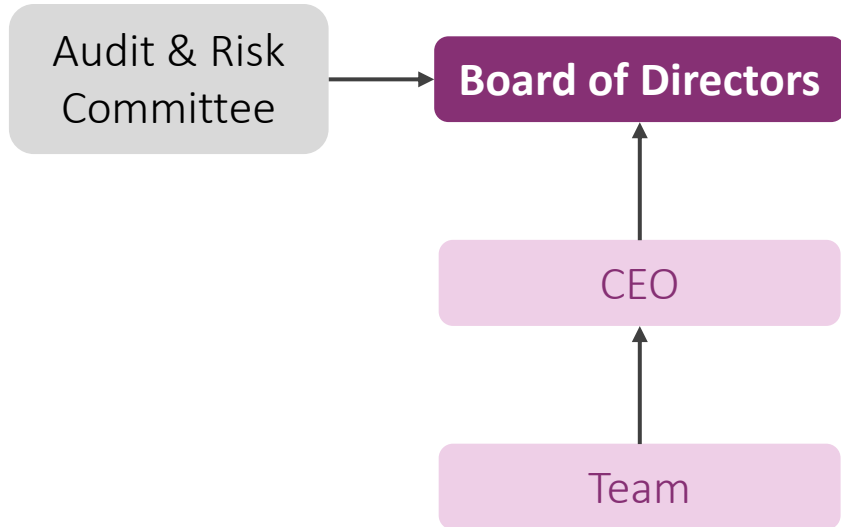 Audit & Risk
Committee
Board of Directors
CEO
Team